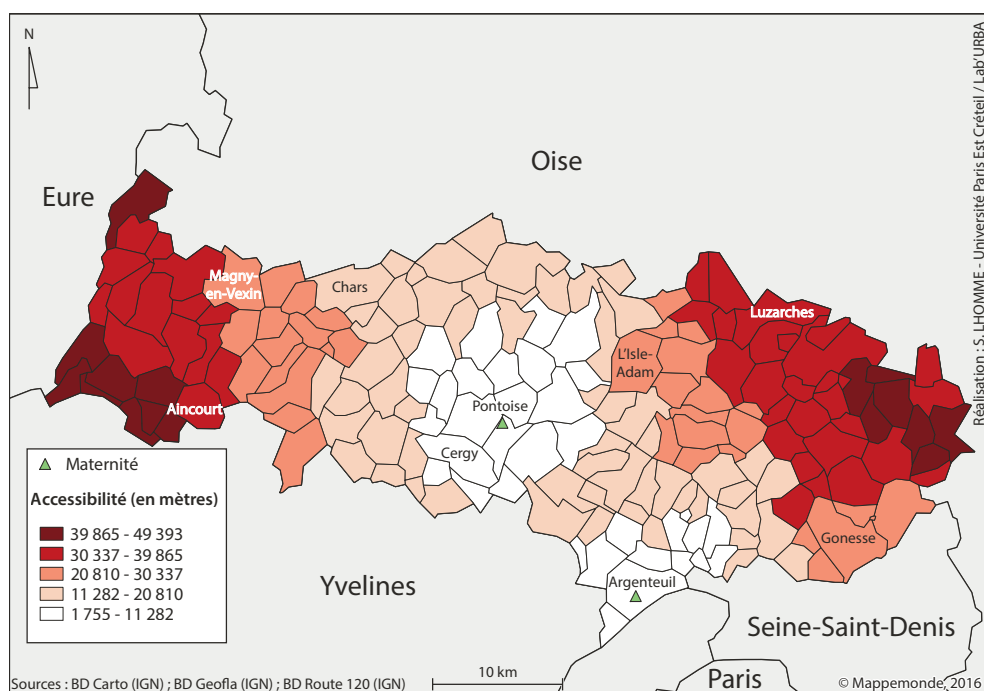 N
Oise
Eure
Magny-
en-Vexin
Chars
Luzarches
L'Isle-
Adam
Aincourt
Pontoise
Cergy
Gonesse
Argenteuil
Yvelines
Seine-Saint-Denis
Paris
Maternité
Accessibilité (en mètres)
39 865 - 49 393
30 337 - 39 865
20 810 - 30 337
11 282 - 20 810
1 755 - 11 282
10 km
Sources : BD Carto (IGN) ; BD Geofla (IGN) ; BD Route 120 (IGN)
© Mappemonde, 2016
Réalisation : S. LHOMME - Université Paris Est Créteil / Lab'URBA